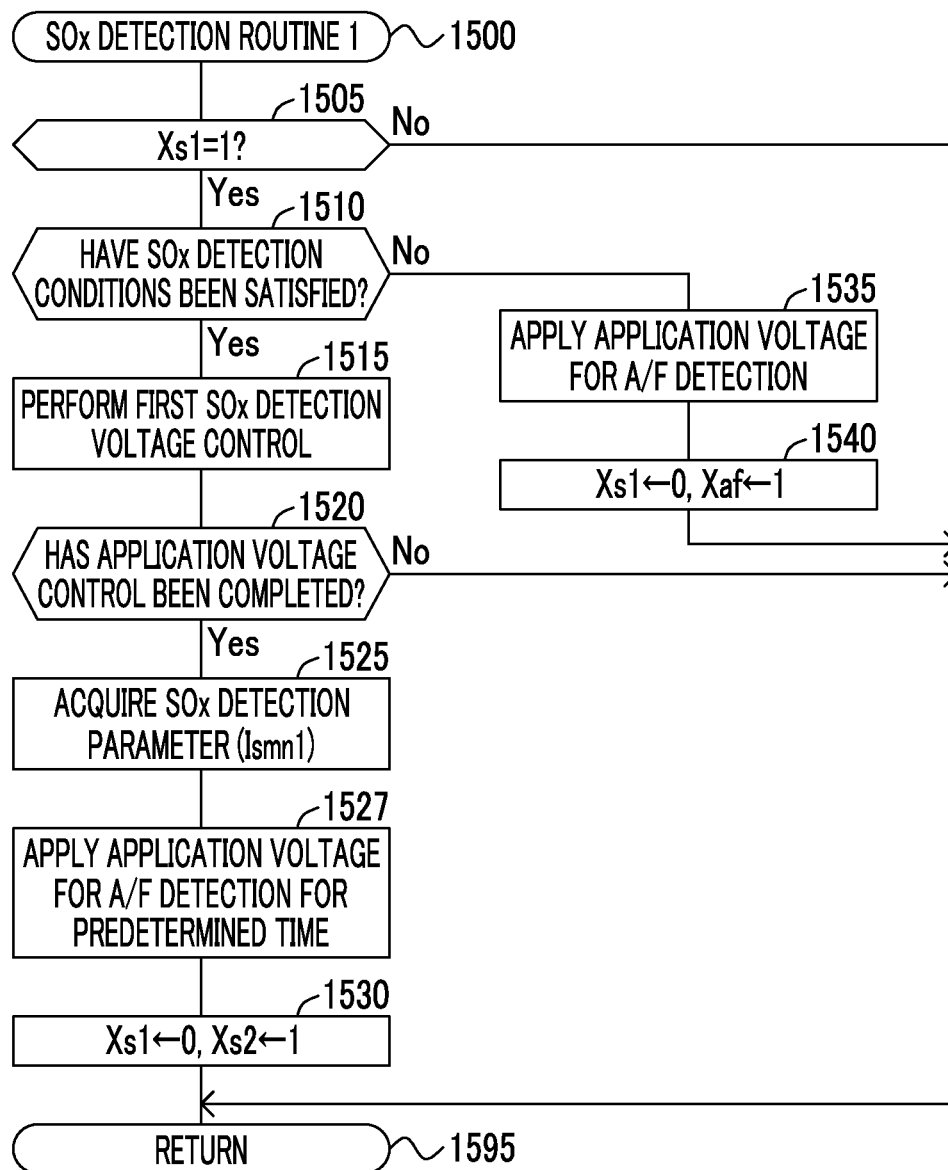 SOx DETECTION ROUTINE 1
1500
1505
Xs1=1?
No
Yes
1510
HAVE SOx DETECTION
CONDITIONS BEEN SATISFIED?
No
Yes
1535
APPLY APPLICATION VOLTAGE
FOR A/F DETECTION
1515
PERFORM FIRST SOx DETECTION
VOLTAGE CONTROL
1540
Xs1←0, Xaf←1
1520
HAS APPLICATION VOLTAGE
CONTROL BEEN COMPLETED?
No
Yes
1525
ACQUIRE SOx DETECTION
PARAMETER (Ismn1)
1527
APPLY APPLICATION VOLTAGE
FOR A/F DETECTION FOR
PREDETERMINED TIME
1530
Xs1←0, Xs2←1
RETURN
1595